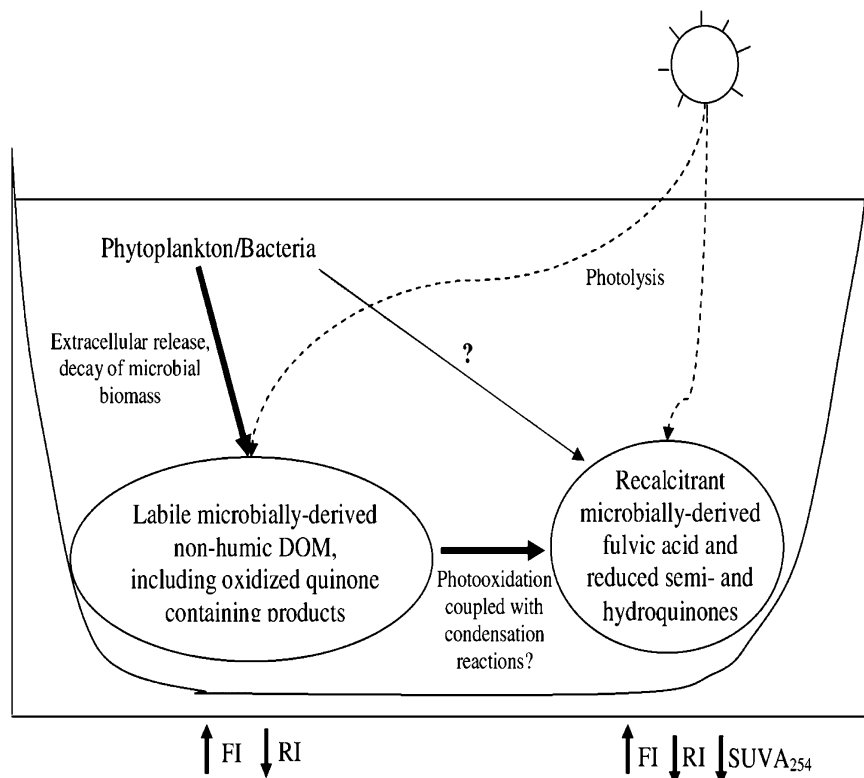 Phytoplankton/Bacteria
Photolysis
Extracellular release,
decay of microbial
biomass
?
Labile microbially-derived
non-humic DOM,
including oxidized quinone
containing products
Photooxidation
coupled with
condensation
reactions?
Recalcitrant
microbially-derived
fulvic acid and
reduced semi- and
hydroquinones
↑ FI ↓ RI
↑ FI ↓ RI ↓ SUVA₂₅₄